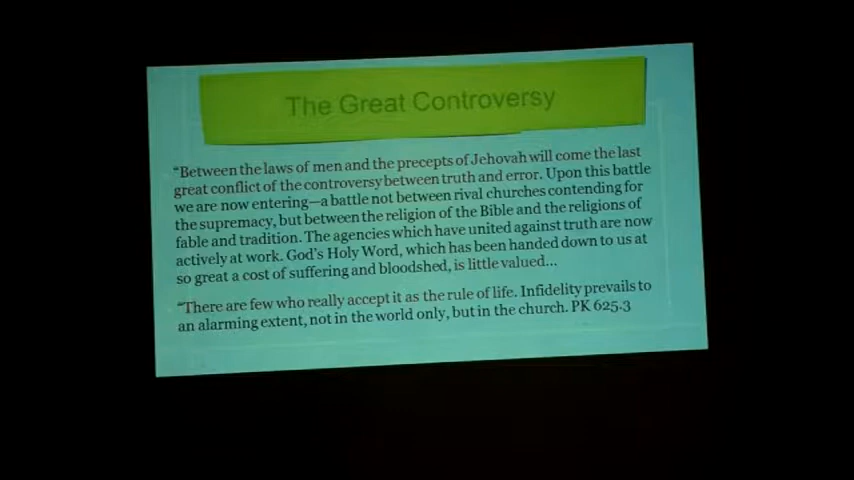 The Great Controversy
“Between the laws of men and the precepts of Jehovah will come the last
great conflict of the controversy between truth and error. Upon this battle
we are now entering—a battle not between rival churches contending for
the supremacy, but between the religion of the Bible and the religions of
fable and tradition. The agencies which have united against truth are now
actively at work. God’s Holy Word, which has been handed down to us at
so great a cost of suffering and bloodshed, is little valued…
“There are few who really accept it as the rule of life. Infidelity prevails to
an alarming extent, not in the world only, but in the church. PK 625.3